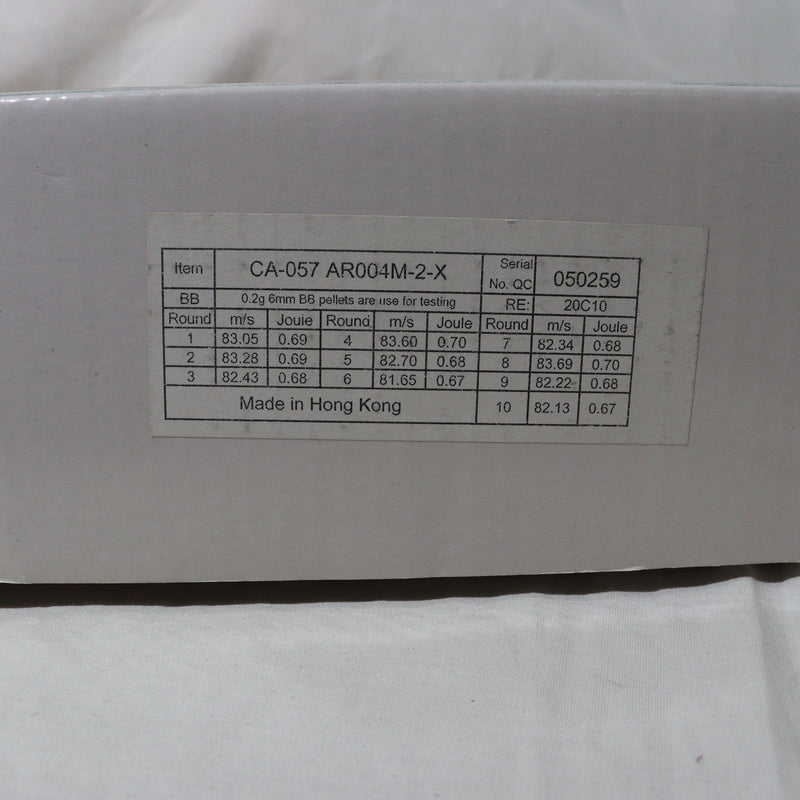 Item CA-057 AR004M-2-X Serial No. QC 050259
BB 0.2g 6mm BB pellets are use for testing RE: 20C10
Round m/s Jouie Round m/s Joule Round m/s Joule
1 83.05 0.69 4 83.60 0.70 7 82.34 0.68
2 83.28 0.69 5 82.70 0.68 8 83.69 0.70
3 82.43 0.68 6 81.65 0.67 9 82.22 0.68
Made in Hong Kong 10 82.13 0.67